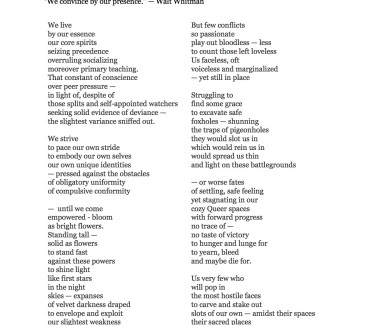 "We convince by our presence." — Walt Whitman
We live
by our essence
our core spirits
seizing precedence
overruling socializing
moreover primary teaching.
That constant of conscience
over peer pressure —
in light of, despite of
those splits and self-appointed watchers
seeking solid evidence of deviance —
the slightest variance sniffed out.
We strive
to pace our own stride
to embody our own selves
our own unique identities
— pressed against the obstacles
of obligatory uniformity
of compulsive conformity
— until we come
empowered - bloom
as bright flowers.
Standing tall —
solid as flowers
to stand fast
against these powers
to shine light
like first stars
in the night
skies — expanses
of velvet darkness draped
to envelope and exploit
our slightest weakness
But few conflicts
so passionate
play out bloodless — less
to count those left loveless
Us faceless, oft
voiceless and marginalized
— yet still in place
Struggling to
find some grace
to excavate safe
foxholes — shunning
the traps of pigeonholes
they would slot us in
which would rein us in
would spread us thin
and light on these battlegrounds
— or worse fates
of settling, safe feeling
yet stagnating in our
cozy Queer spaces
with forward progress
no trace of —
no taste of victory
to hunger and lunge for
to yearn, bleed
and maybe die for.
Us very few who
will pop in
the most hostile faces
to carve and stake out
slots of our own — amidst their spaces
their sacred places